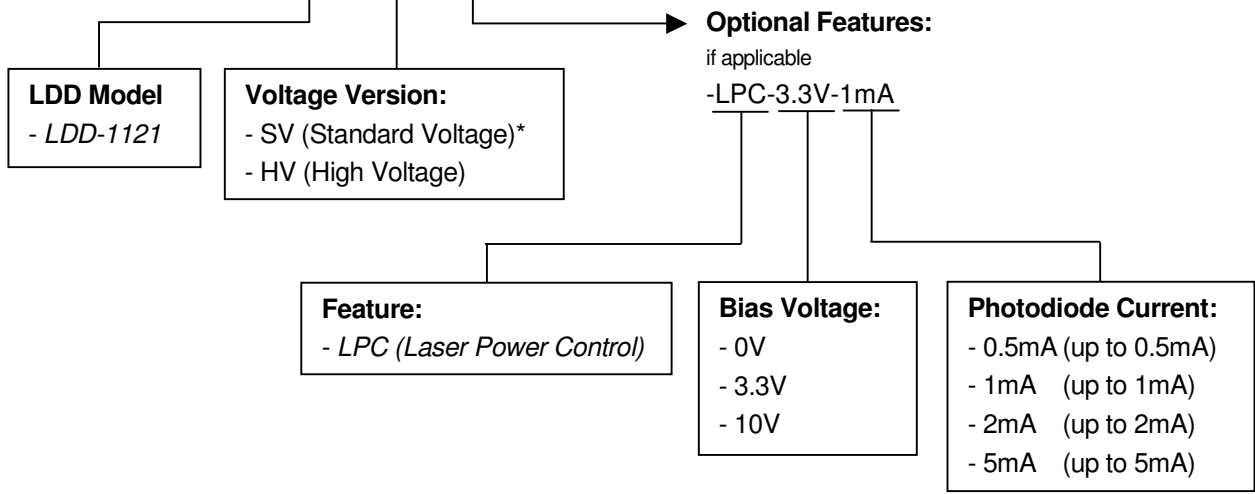 Optional Features:
if applicable
-LPC-3.3V-1mA
LDD Model
- LDD-1121
Voltage Version:
- SV (Standard Voltage)*
- HV (High Voltage)
Feature:
- LPC (Laser Power Control)
Bias Voltage:
- 0V
- 3.3V
- 10V
Photodiode Current:
- 0.5mA (up to 0.5mA)
- 1mA (up to 1mA)
- 2mA (up to 2mA)
- 5mA (up to 5mA)